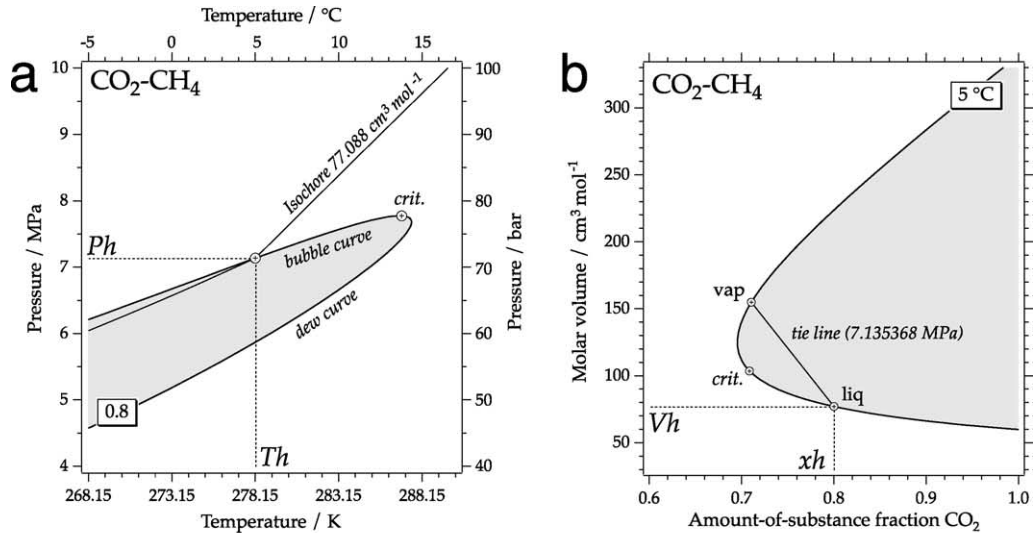 a
Temperature / °C
-5 0 5 10 15
CO₂-CH₄
Pressure / MPa
10
9
8
7
6
5
4
Isochore 77.088 cm³ mol⁻¹
crit.
Ph
bubble curve
dew curve
0.8
Th
100
90
80
70
60
50
40
Pressure / bar
268.15 273.15 278.15 283.15 288.15
Temperature / K
b
CO₂-CH₄
5 °C
Molar volume / cm³ mol⁻¹
300
250
200
150
100
50
vap
tie line (7.135368 MPa)
crit.
liq
Vh
xh
0.6 0.7 0.8 0.9 1.0
Amount-of-substance fraction CO₂